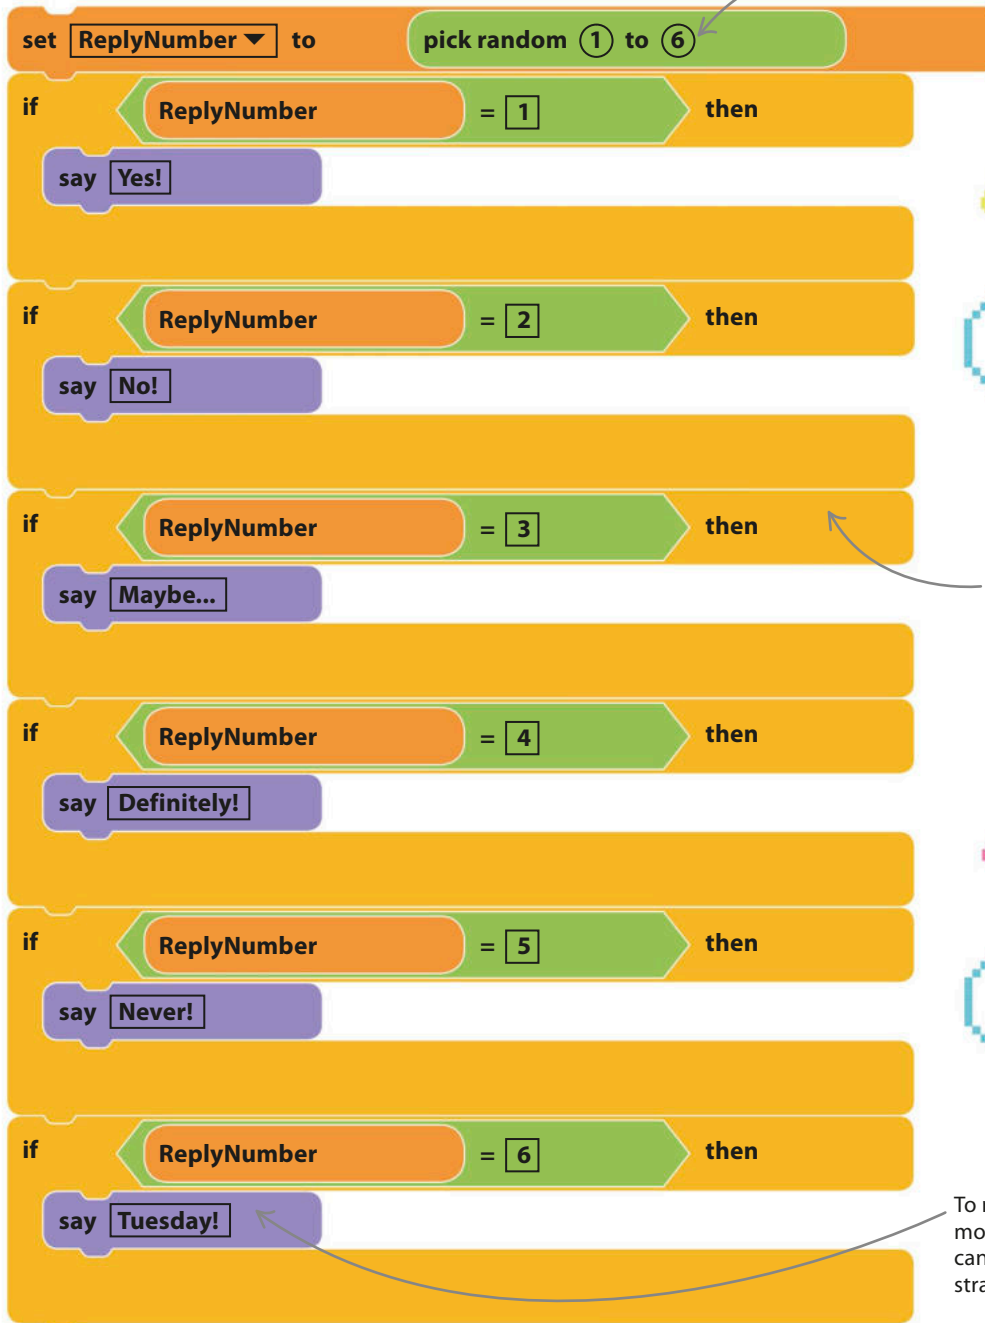 set ReplyNumber to pick random 1 to 6
if ReplyNumber = 1 then
say Yes!
if ReplyNumber = 2 then
say No!
if ReplyNumber = 3 then
say Maybe...
if ReplyNumber = 4 then
say Definitely!
if ReplyNumber = 5 then
say Never!
if ReplyNumber = 6 then
say Tuesday!
To
can